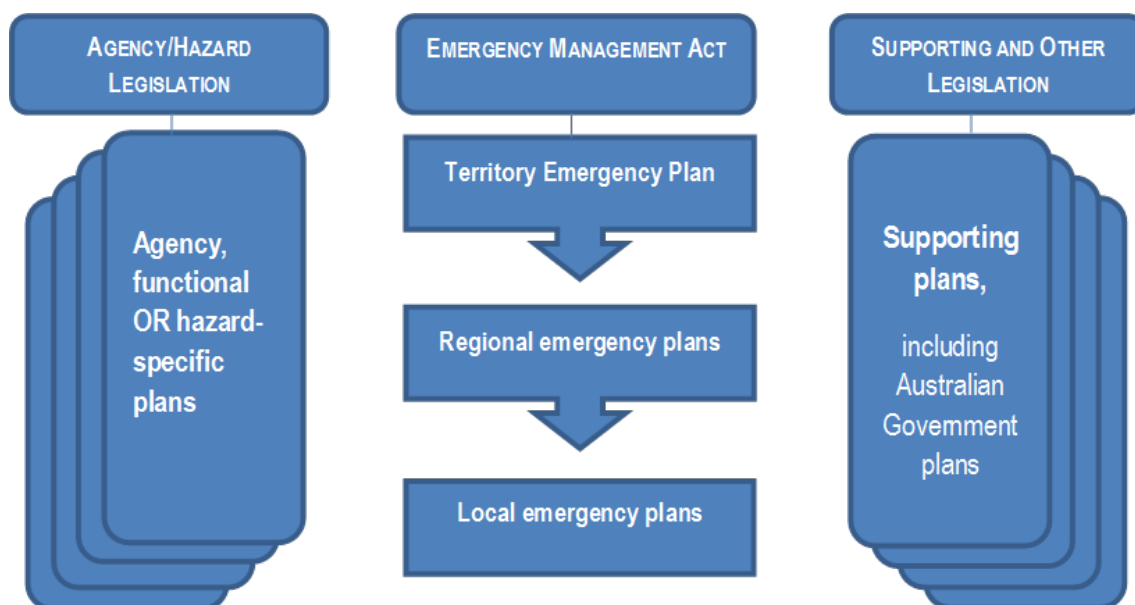 AGENCY/HAZARD
LEGISLATION
EMERGENCY MANAGEMENT ACT
SUPPORTING AND OTHER
LEGISLATION
Agency,
functional
OR hazard-
specific
plans
Territory Emergency Plan
Regional emergency plans
Local emergency plans
Supporting
plans,
including
Australian
Government
plans